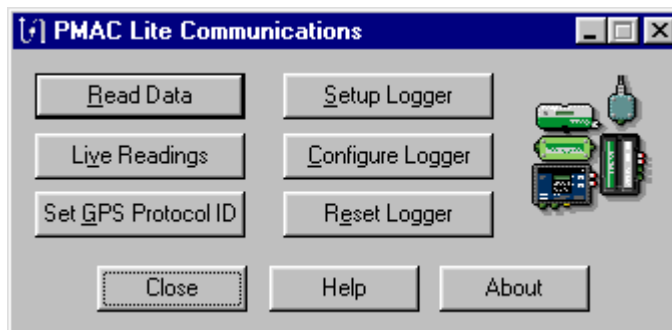 PMAC Lite Communications
Read Data Setup Logger
Live Readings Configure Logger
Set GPS Protocol ID Reset Logger
Close Help About